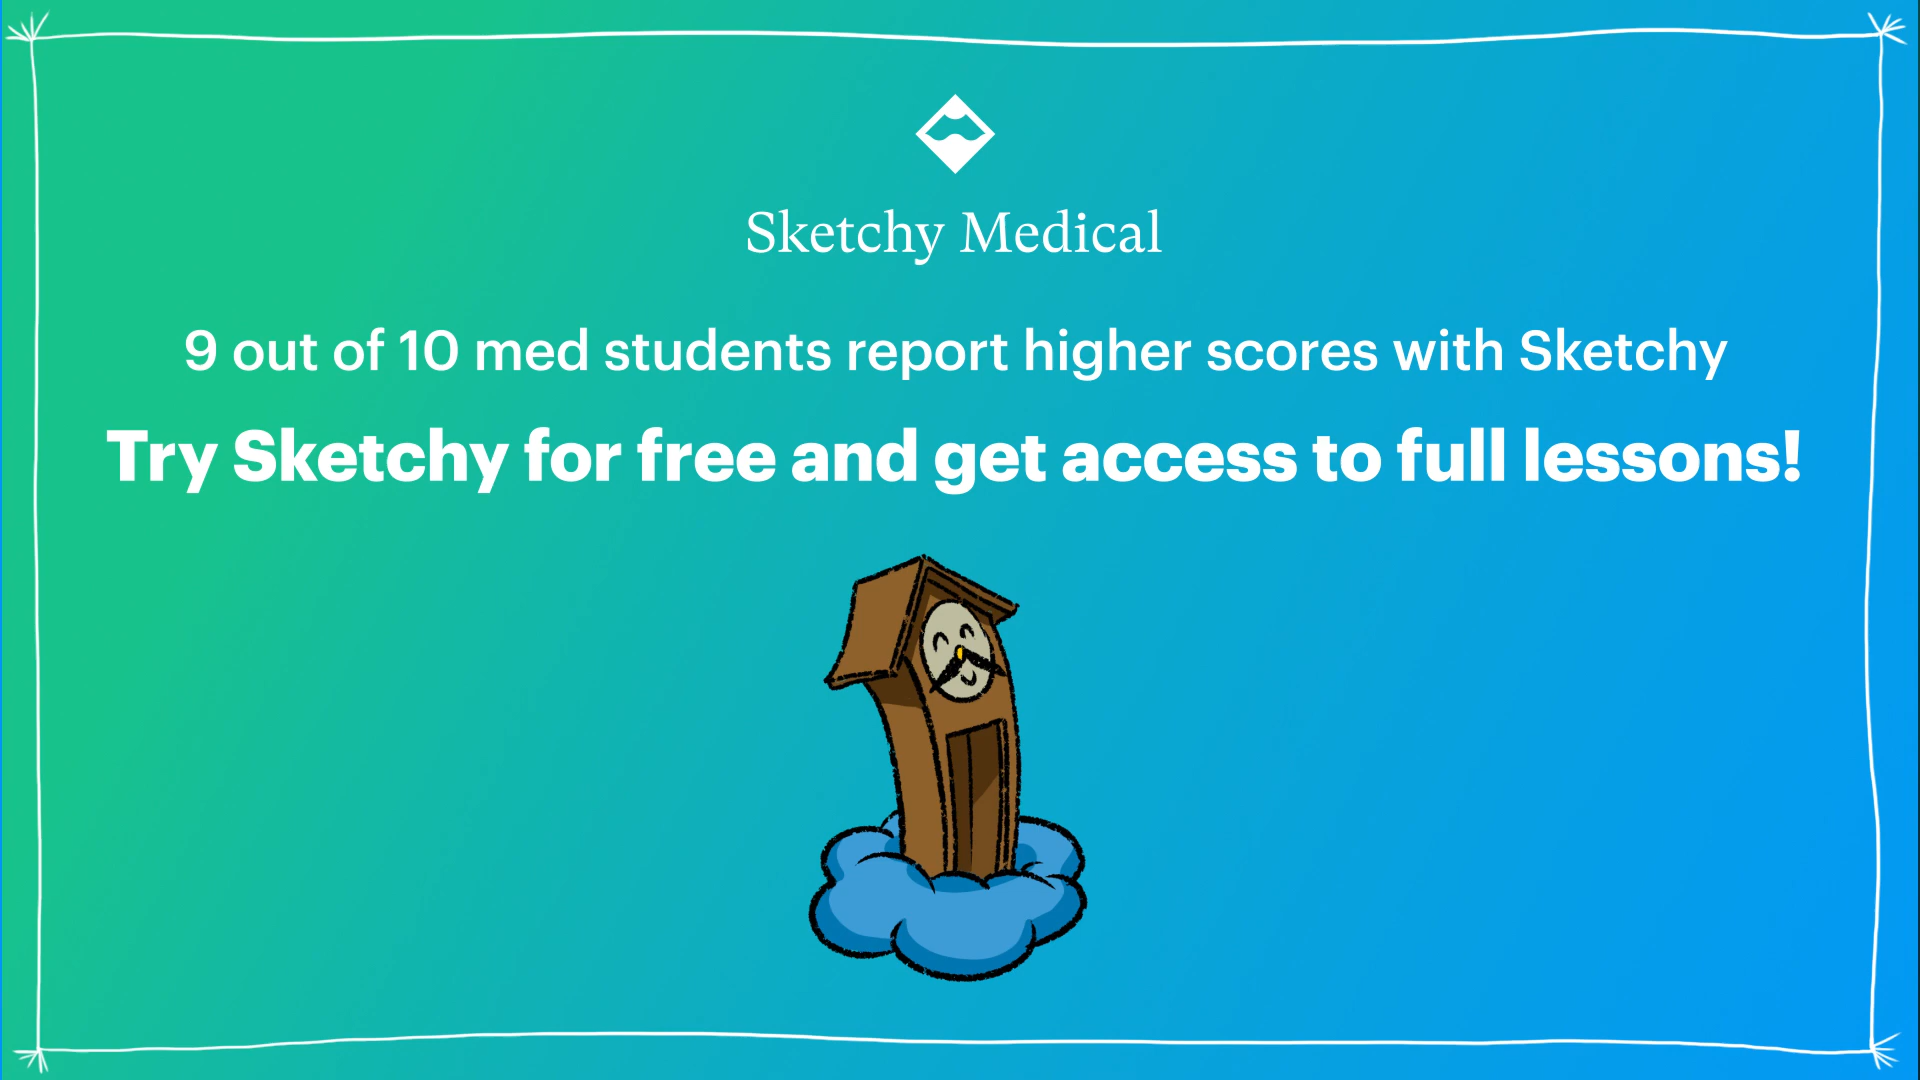 Sketchy Medical
9 out of 10 med students report higher scores with Sketchy
Try Sketchy for free and get access to full lessons!